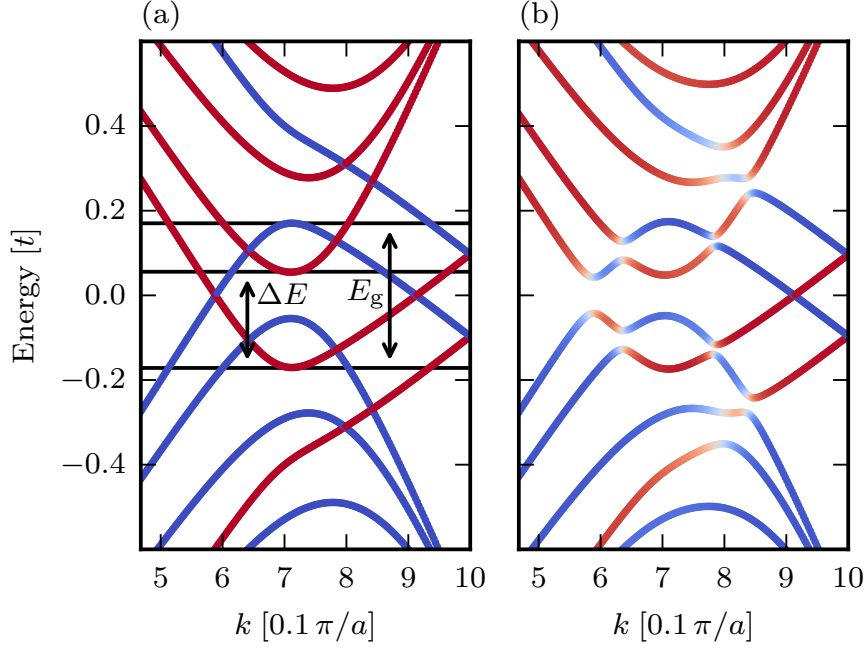 (a)
(b)
Energy [t]
0.4
0.2
0.0
−0.2
−0.4
ΔE
E_g
5 6 7 8 9 10
5 6 7 8 9 10
k [0.1 π/a]
k [0.1 π/a]